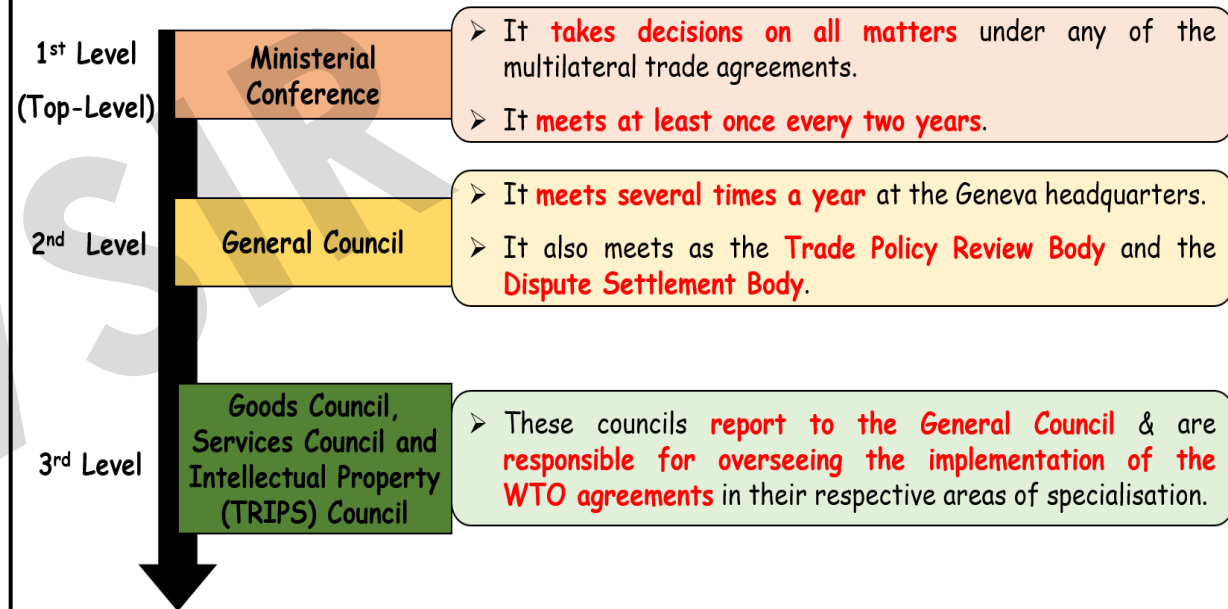 1st Level
(Top-Level)
Ministerial
Conference
➢ It takes decisions on all matters under any of the
multilateral trade agreements.
➢ It meets at least once every two years.
2nd Level
General Council
➢ It meets several times a year at the Geneva headquarters.
➢ It also meets as the Trade Policy Review Body and the
Dispute Settlement Body.
3rd Level
Goods Council,
Services Council and
Intellectual Property
(TRIPS) Council
➢ These councils report to the General Council & are
responsible for overseeing the implementation of the
WTO agreements in their respective areas of specialisation.
SIR